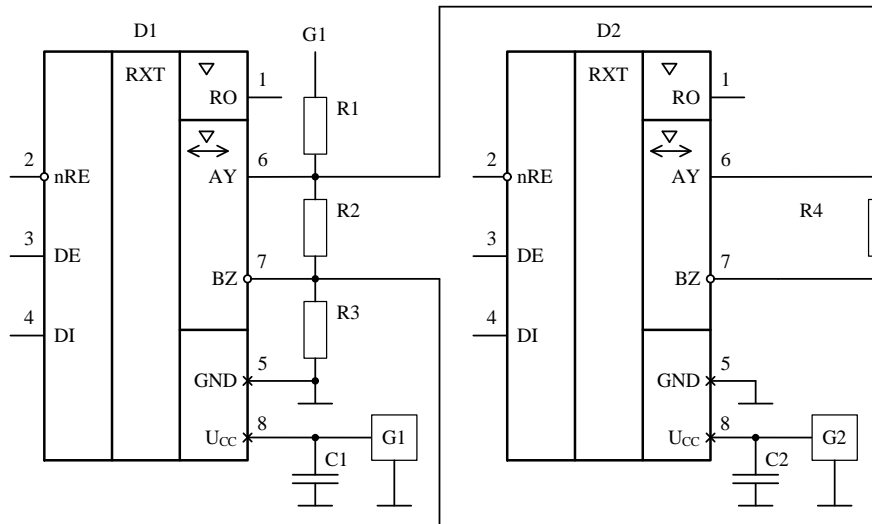 D1
G1
D2
RXT
1
RO
R1
2
nRE
6
AY
R2
3
DE
7
BZ
4
DI
R3
5
GND
8
UCC
C1
G1
RXT
1
RO
2
nRE
6
AY
R4
3
DE
7
BZ
4
DI
5
GND
8
UCC
C2
G2